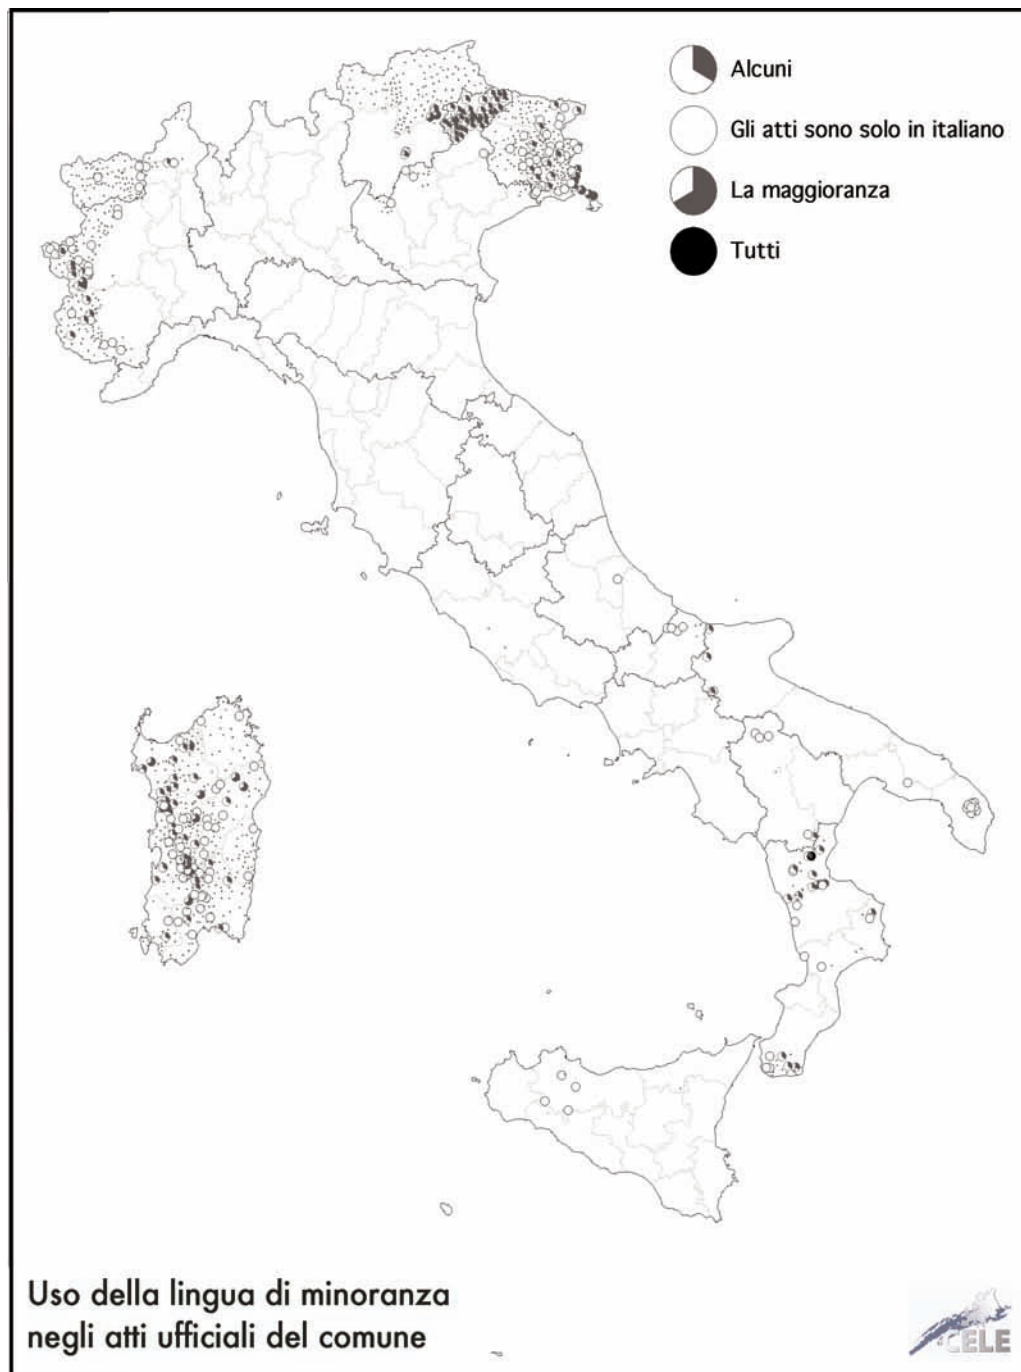 Alcuni
Gli atti sono solo in italiano
La maggioranza
Tutti
Uso della lingua di minoranza
negli atti ufficiali del comune
CELE